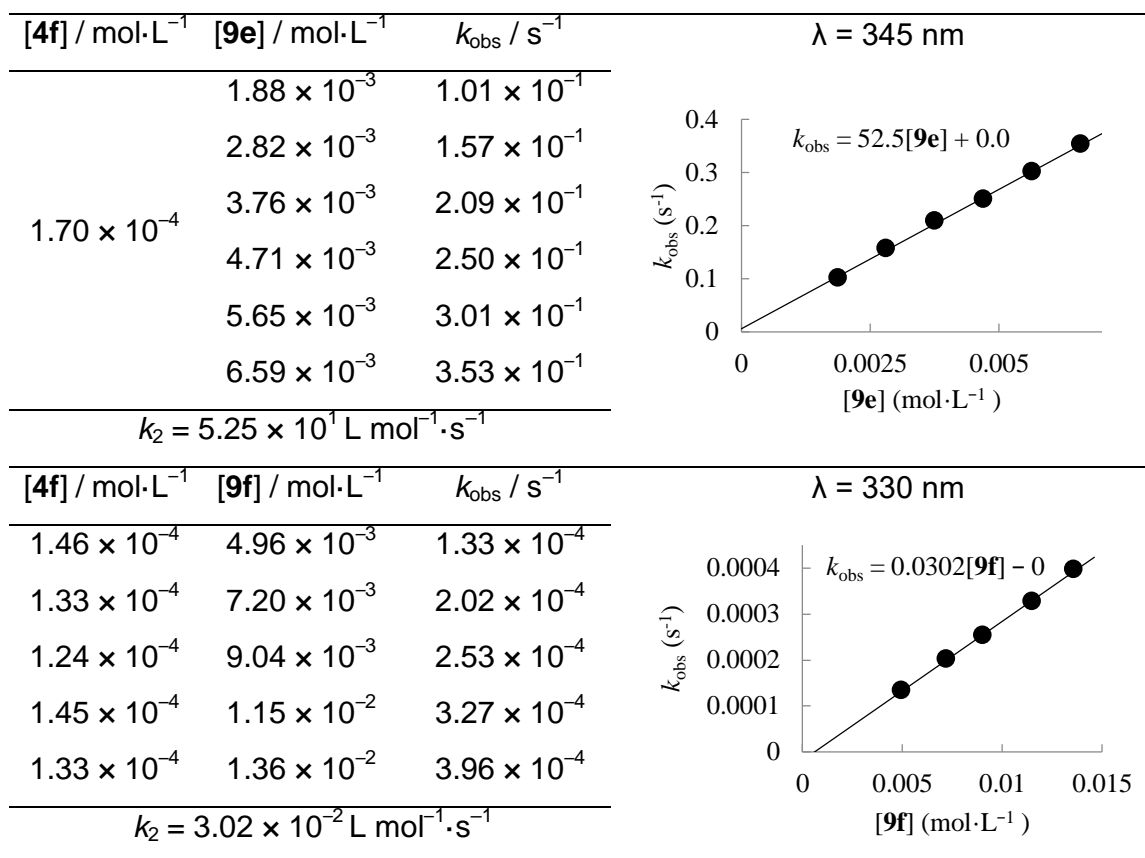 [4f] / mol·L⁻¹ [9e] / mol·L⁻¹ kobs / s⁻¹ λ = 345 nm
1.70 × 10⁻⁴
1.88 × 10⁻³ 1.01 × 10⁻¹
2.82 × 10⁻³ 1.57 × 10⁻¹
3.76 × 10⁻³ 2.09 × 10⁻¹
4.71 × 10⁻³ 2.50 × 10⁻¹
5.65 × 10⁻³ 3.01 × 10⁻¹
6.59 × 10⁻³ 3.53 × 10⁻¹
k₂ = 5.25 × 10¹ L mol⁻¹·s⁻¹
kobs = 52.5[9e] + 0.0
kobs (s⁻¹)
0.4
0.3
0.2
0.1
0
0 0.0025 0.005
[9e] (mol·L⁻¹ )
[4f] / mol·L⁻¹ [9f] / mol·L⁻¹ kobs / s⁻¹ λ = 330 nm
1.46 × 10⁻⁴ 4.96 × 10⁻³ 1.33 × 10⁻⁴
1.33 × 10⁻⁴ 7.20 × 10⁻³ 2.02 × 10⁻⁴
1.24 × 10⁻⁴ 9.04 × 10⁻³ 2.53 × 10⁻⁴
1.45 × 10⁻⁴ 1.15 × 10⁻² 3.27 × 10⁻⁴
1.33 × 10⁻⁴ 1.36 × 10⁻² 3.96 × 10⁻⁴
k₂ = 3.02 × 10⁻² L mol⁻¹·s⁻¹
kobs = 0.0302[9f] − 0
kobs (s⁻¹)
0.0004
0.0003
0.0002
0.0001
0
0 0.005 0.01 0.015
[9f] (mol·L⁻¹ )